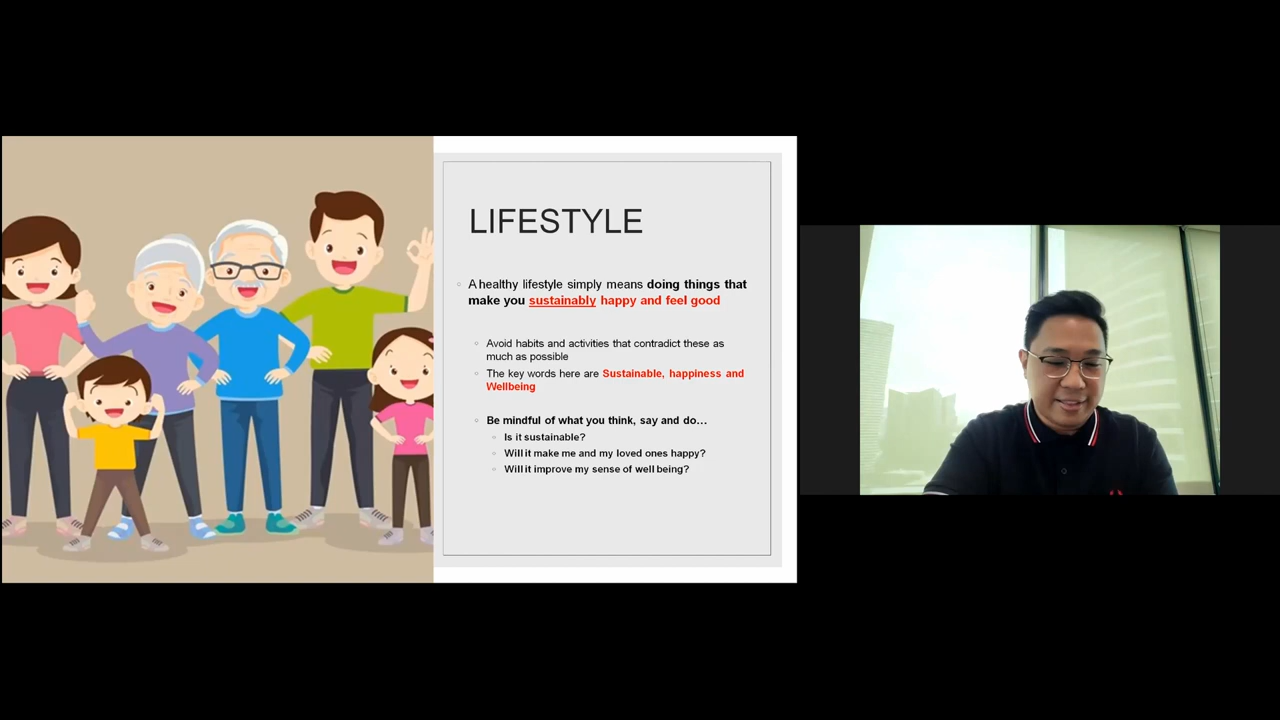 LIFESTYLE
A healthy lifestyle simply means doing things that
make you sustainably happy and feel good
Avoid habits and activities that contradict these as
much as possible
The key words here are Sustainable, happiness and
Wellbeing
Be mindful of what you think, say and do…
Is it sustainable?
Will it make me and my loved ones happy?
Will it improve my sense of well being?